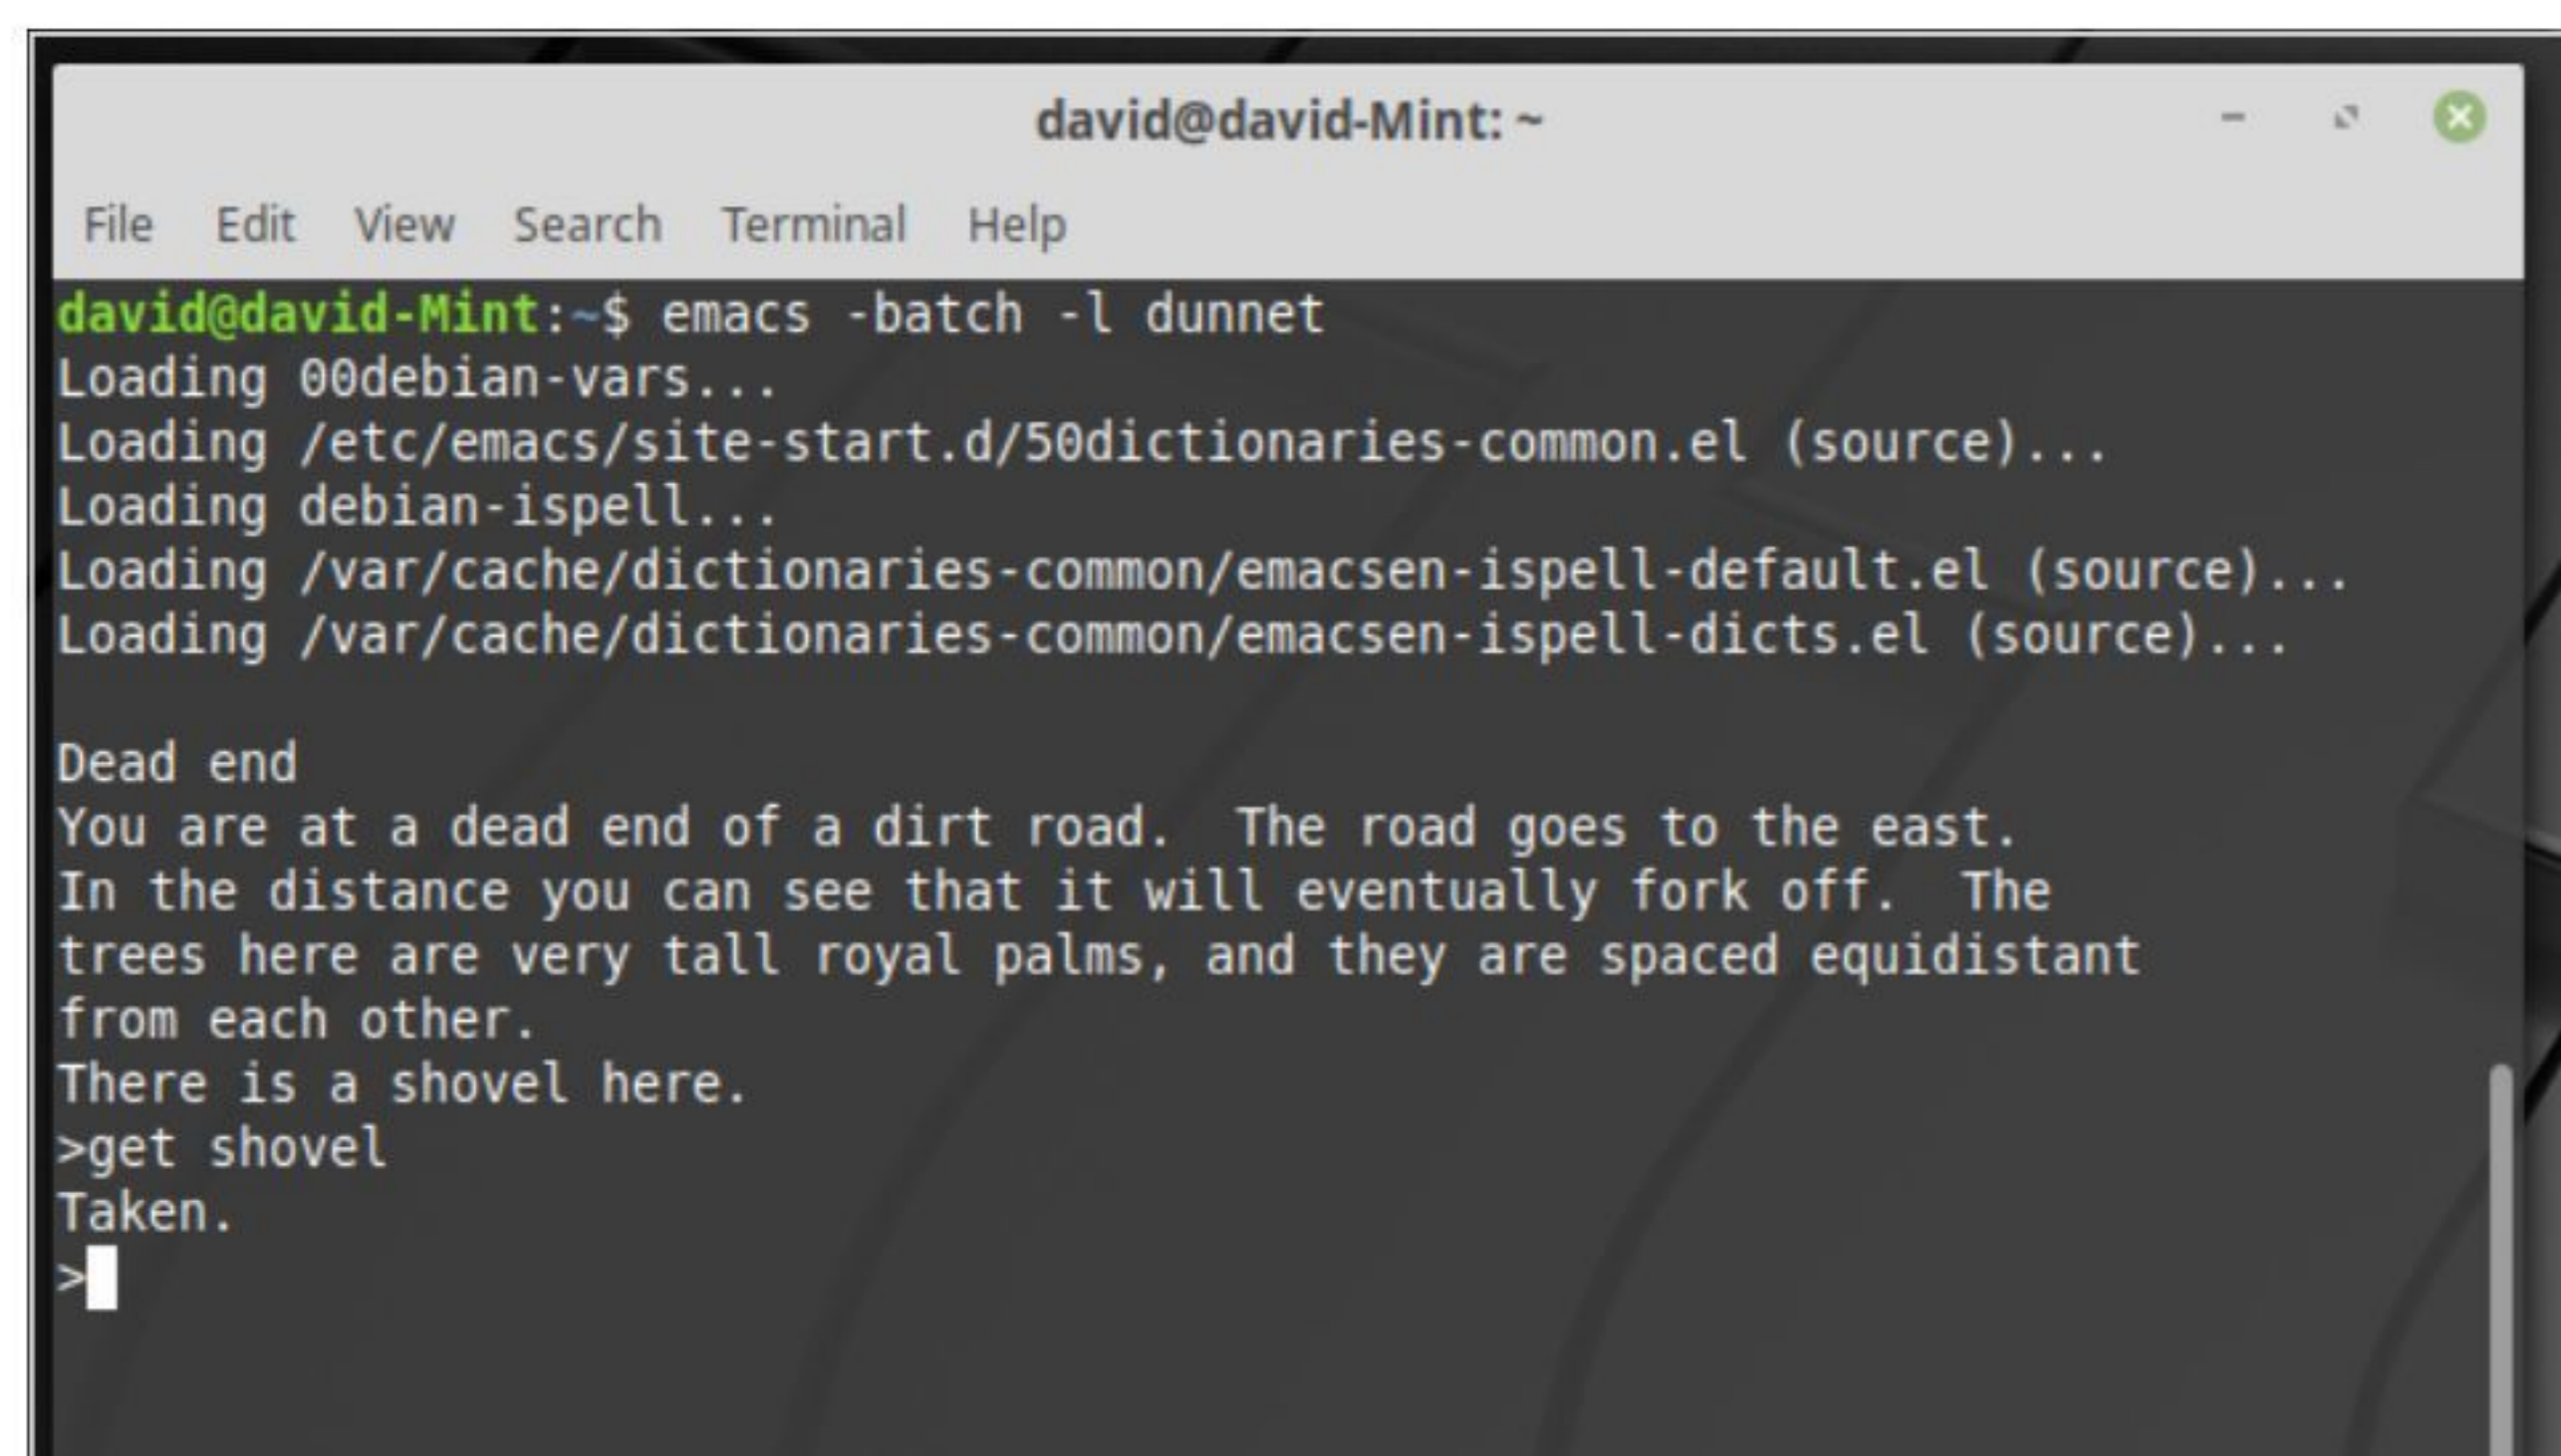 david@david-Mint: ~
File Edit View Search Terminal Help
david@david-Mint:~$ emacs -batch -l dunnet
Loading 00debian-vars...
Loading /etc/emacs/site-start.d/50dictionaries-common.el (source)...
Loading debian-ispell...
Loading /var/cache/dictionaries-common/emacsen-ispell-default.el (source)...
Loading /var/cache/dictionaries-common/emacsen-ispell-dicts.el (source)...

Dead end
You are at a dead end of a dirt road.  The road goes to the east.
In the distance you can see that it will eventually fork off.  The
trees here are very tall royal palms, and they are spaced equidistant
from each other.
There is a shovel here.
>get shovel
Taken.
>